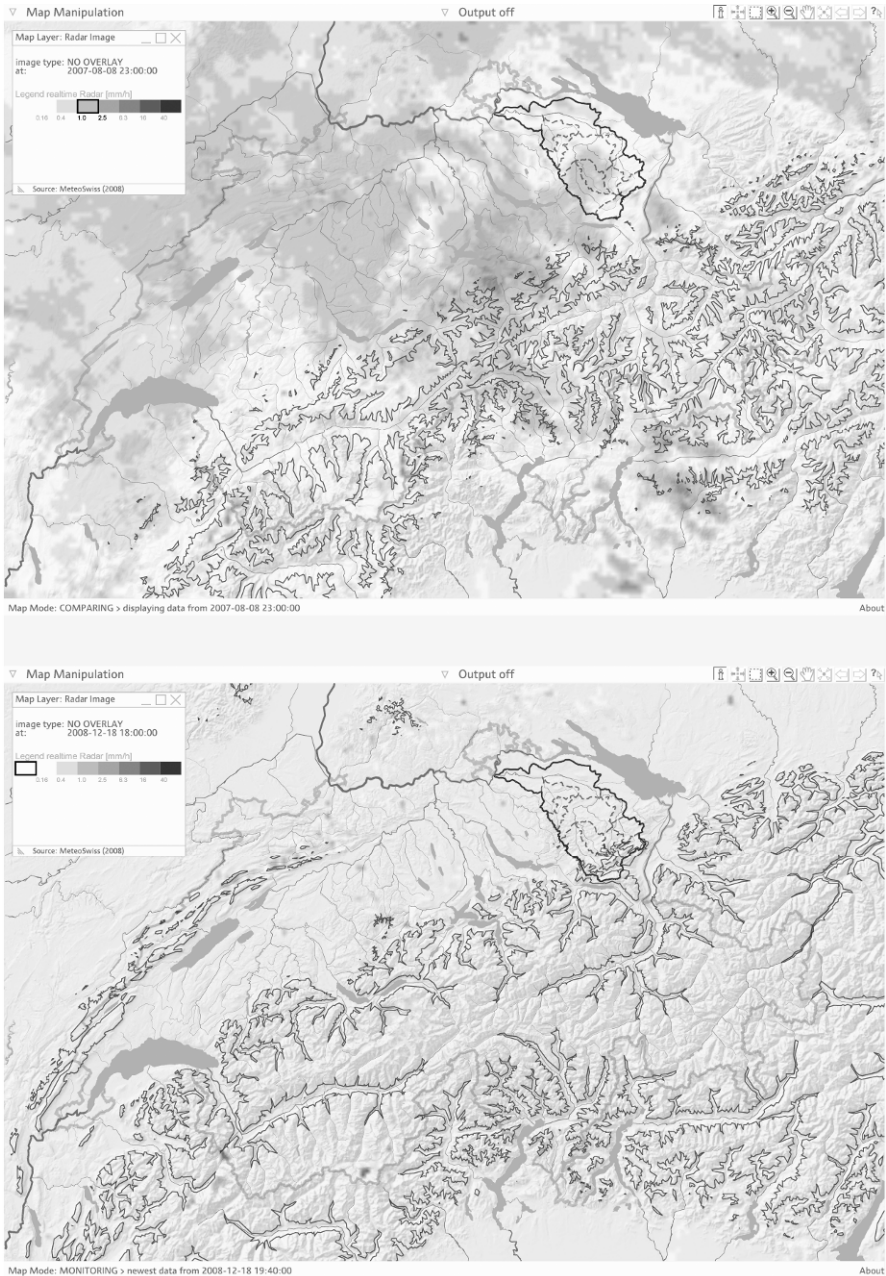 ▽ Map Manipulation
▽ Output off
Map Layer: Radar Image
image type: NO OVERLAY
at: 2007-08-08 23:00:00
Legend realtime Radar [mm/h]
0.16 0.4 1.0 2.5 6.3 16 40
Source: MeteoSwiss (2008)
Map Mode: COMPARING > displaying data from 2007-08-08 23:00:00
About
▽ Map Manipulation
▽ Output off
Map Layer: Radar Image
image type: NO OVERLAY
at: 2008-12-18 18:00:00
Legend realtime Radar [mm/h]
0.16 0.4 1.0 2.5 6.3 16 40
Source: MeteoSwiss (2008)
Map Mode: MONITORING > newest data from 2008-12-18 19:40:00
About